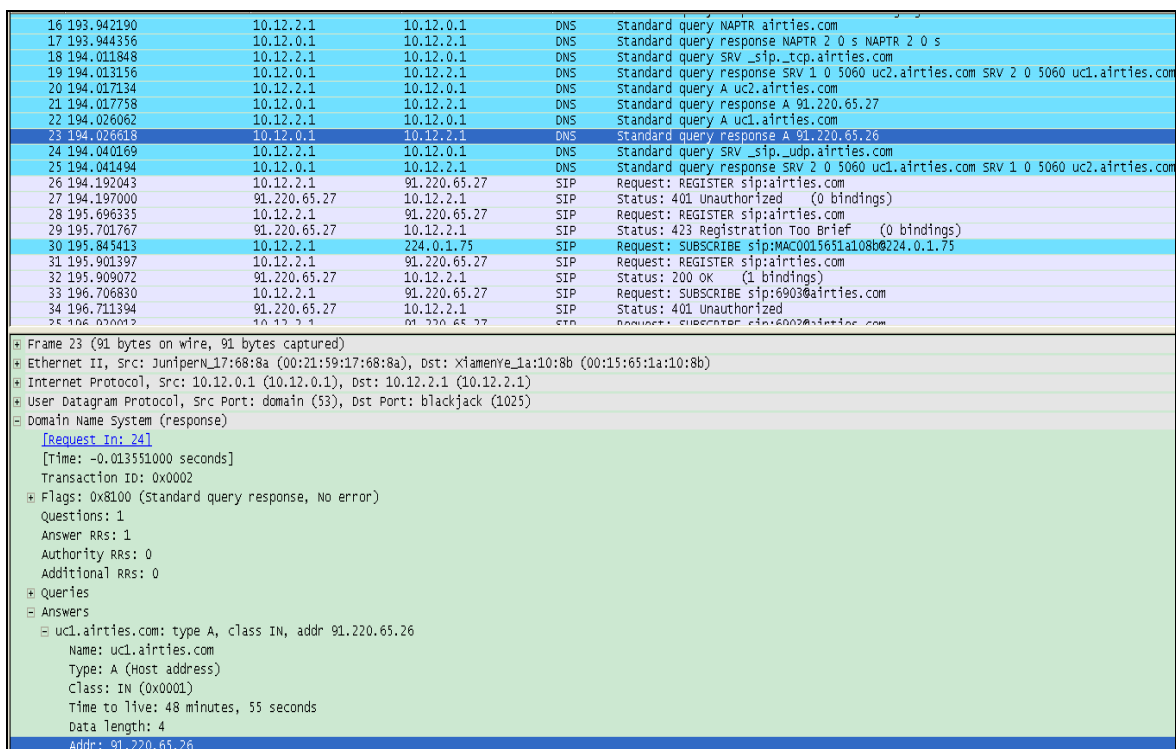 16 193.942190 10.12.2.1 10.12.0.1 DNS Standard query NAPTR airties.com
17 193.944356 10.12.0.1 10.12.2.1 DNS Standard query response NAPTR 2 0 s NAPTR 2 0 s
18 194.011848 10.12.2.1 10.12.0.1 DNS Standard query SRV _sip._tcp.airties.com
19 194.013156 10.12.0.1 10.12.2.1 DNS Standard query response SRV 1 0 5060 uc2.airties.com SRV 2 0 5060 uc1.airties.com
20 194.017134 10.12.2.1 10.12.0.1 DNS Standard query A uc2.airties.com
21 194.017758 10.12.0.1 10.12.2.1 DNS Standard query response A 91.220.65.27
22 194.026062 10.12.2.1 10.12.0.1 DNS Standard query A uc1.airties.com
23 194.026618 10.12.0.1 10.12.2.1 DNS Standard query response A 91.220.65.26
24 194.040169 10.12.2.1 10.12.0.1 DNS Standard query SRV _sip._udp.airties.com
25 194.041494 10.12.0.1 10.12.2.1 DNS Standard query response SRV 2 0 5060 uc1.airties.com SRV 1 0 5060 uc2.airties.com
26 194.192043 10.12.2.1 91.220.65.27 SIP Request: REGISTER sip:airties.com
27 194.197000 91.220.65.27 10.12.2.1 SIP Status: 401 Unauthorized (0 bindings)
28 195.696335 10.12.2.1 91.220.65.27 SIP Request: REGISTER sip:airties.com
29 195.701767 91.220.65.27 10.12.2.1 SIP Status: 423 Registration Too Brief (0 bindings)
30 195.845413 10.12.2.1 224.0.1.75 SIP Request: SUBSCRIBE sip:MAC0015651a108b@224.0.1.75
31 195.901397 10.12.2.1 91.220.65.27 SIP Request: REGISTER sip:airties.com
32 195.909072 91.220.65.27 10.12.2.1 SIP Status: 200 OK (1 bindings)
33 196.706830 10.12.2.1 91.220.65.27 SIP Request: SUBSCRIBE sip:6903@airties.com
34 196.711394 91.220.65.27 10.12.2.1 SIP Status: 401 Unauthorized
35 196.920013 10.12.2.1 91.220.65.27 SIP Request: SUBSCRIBE sip:6903@airties.com
Frame 23 (91 bytes on wire, 91 bytes captured)
Ethernet II, Src: JuniperN_17:68:8a (00:21:59:17:68:8a), Dst: XiamenYe_1a:10:8b (00:15:65:1a:10:8b)
Internet Protocol, Src: 10.12.0.1 (10.12.0.1), Dst: 10.12.2.1 (10.12.2.1)
User Datagram Protocol, Src Port: domain (53), Dst Port: blackjack (1025)
Domain Name System (response)
[Request In: 24]
[Time: -0.013551000 seconds]
Transaction ID: 0x0002
Flags: 0x8100 (Standard query response, No error)
Questions: 1
Answer RRs: 1
Authority RRs: 0
Additional RRs: 0
Queries
Answers
uc1.airties.com: type A, class IN, addr 91.220.65.26
Name: uc1.airties.com
Type: A (Host address)
Class: IN (0x0001)
Time to live: 48 minutes, 55 seconds
Data length: 4
Addr: 91.220.65.26